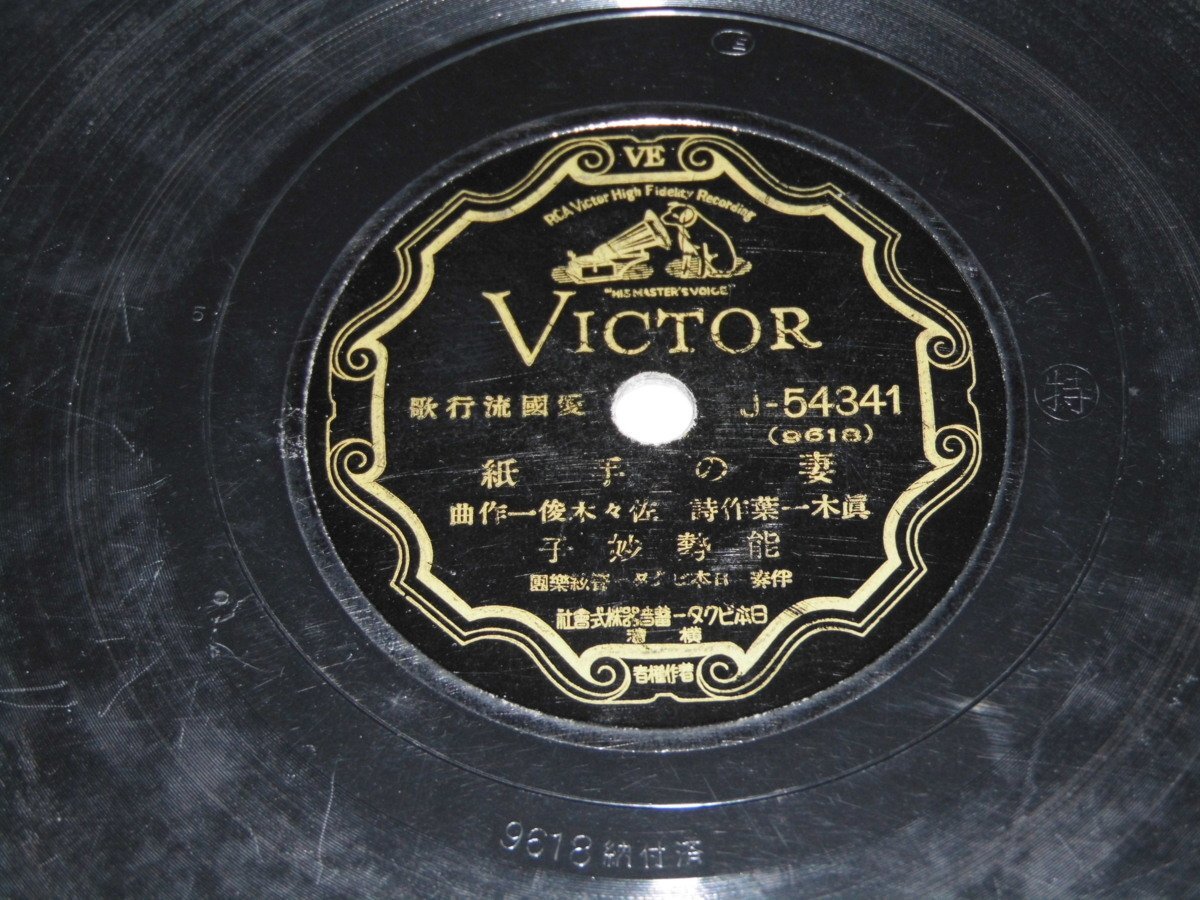 E
VE
RCA Victor High Fidelity Recording
"HIS MASTER'S VOICE"
VICTOR
5
特
愛國流行歌
J-54341
(9618)
妻の手紙
眞木一葉作詩 佐々木俊一作曲
能勢妙子
伴奏 日本ビクター管絃樂團
日本ビクター蓄音器株式會社
横濱
著作權者
9618納付済